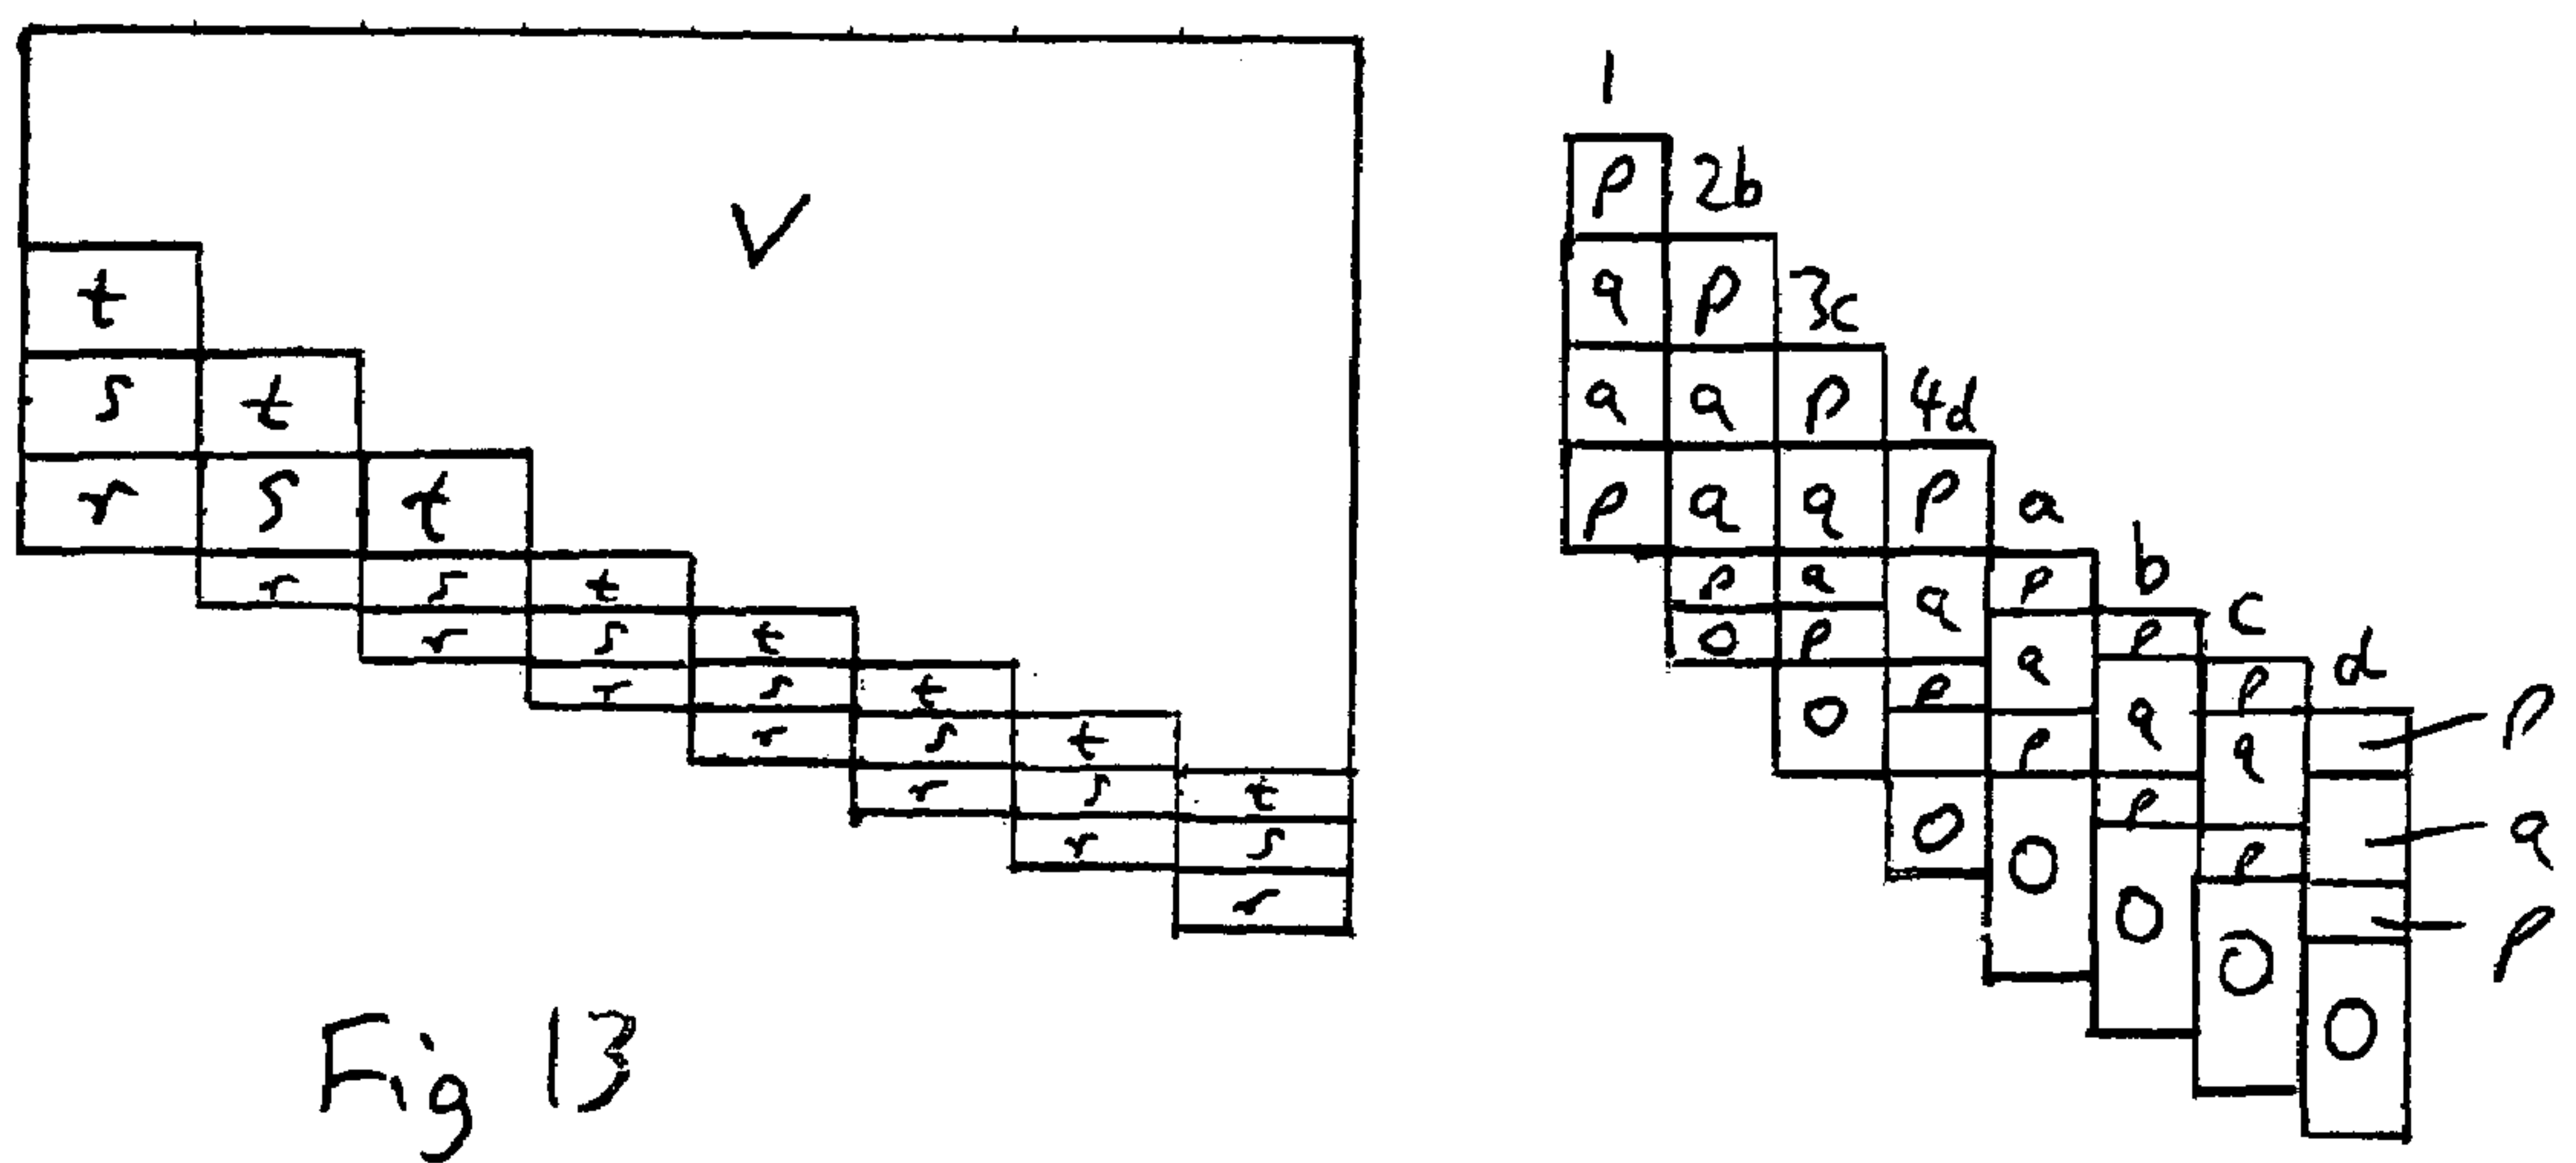 V
t
s t
r s t
r s t
r s t
r s t
r s t
r s t
r s
r
1
p 2b
q p 3c
q q p 4d
p q q p a
p q q p b
0 p q p c
0 p q p d
p q p
0 p q
0 p
0 p
0
0
Fig 13